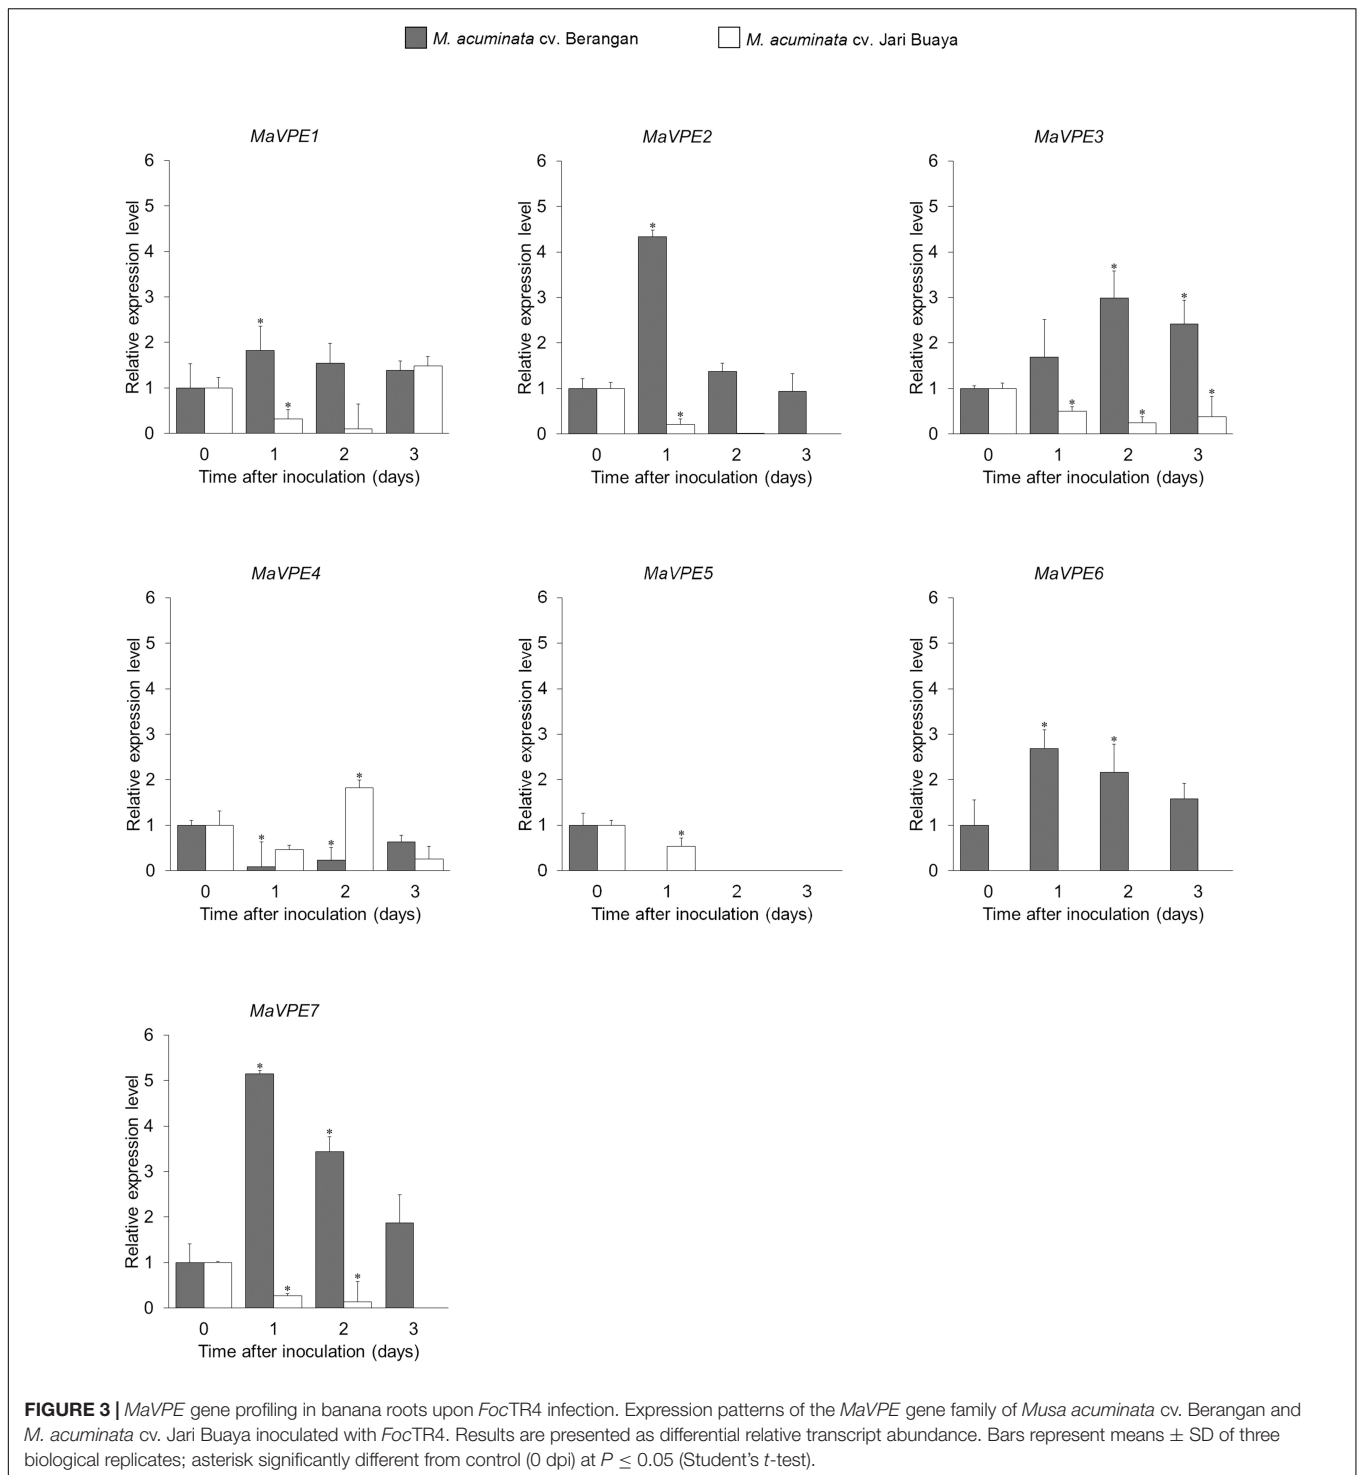 M. acuminata cv. Berangan
M. acuminata cv. Jari Buaya
MaVPE1
Relative expression level
6
5
4
3
2
1
0
*
*
0 1 2 3
Time after inoculation (days)
MaVPE2
Relative expression level
6
5
4
3
2
1
0
*
*
0 1 2 3
Time after inoculation (days)
MaVPE3
Relative expression level
6
5
4
3
2
1
0
*
*
*
*
*
0 1 2 3
Time after inoculation (days)
MaVPE4
Relative expression level
6
5
4
3
2
1
0
*
*
*
0 1 2 3
Time after inoculation (days)
MaVPE5
Relative expression level
6
5
4
3
2
1
0
*
0 1 2 3
Time after inoculation (days)
MaVPE6
Relative expression level
6
5
4
3
2
1
0
*
*
0 1 2 3
Time after inoculation (days)
MaVPE7
Relative expression level
6
5
4
3
2
1
0
*
*
*
*
0 1 2 3
Time after inoculation (days)
FIGURE 3 | MaVPE gene profiling in banana roots upon FocTR4 infection. Expression patterns of the MaVPE gene family of Musa acuminata cv. Berangan and
M. acuminata cv. Jari Buaya inoculated with FocTR4. Results are presented as differential relative transcript abundance. Bars represent means ± SD of three
biological replicates; asterisk significantly different from control (0 dpi) at P ≤ 0.05 (Student's t-test).